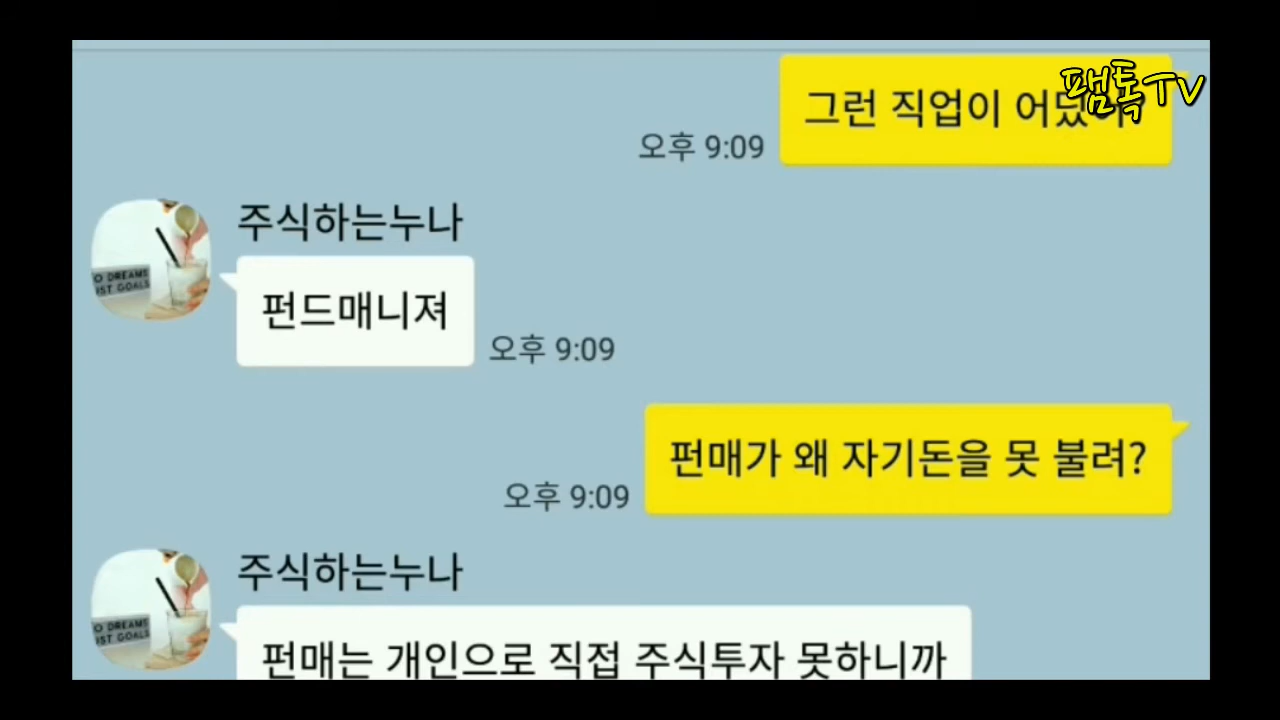 팸톡TV
그런 직업이
오후 9:09
주식하는누나
펀드매니져
오후 9:09
펀매가 왜 자기돈을 못 불려?
오후 9:09
주식하는누나
펀매는 개인으로 직접 주식투자 못하니까